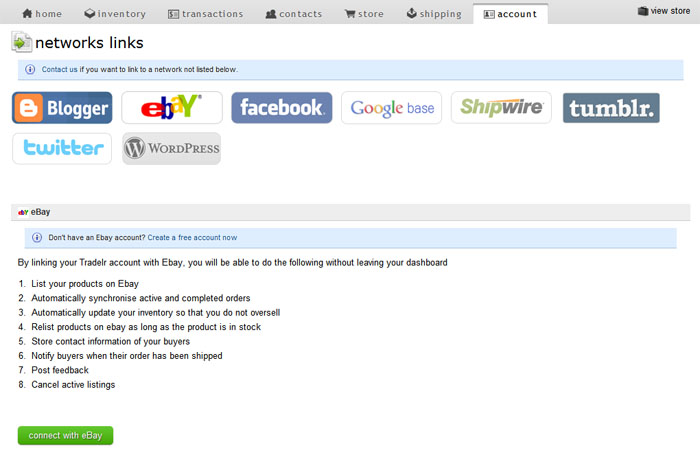 home inventory transactions contacts store shipping account view store
networks links
Contact us if you want to link to a network not listed below.
Blogger ebay® facebook. Google base Shipwire® tumblr.
twitter WORDPRESS
ebay eBay
Don't have an Ebay account? Create a free account now
By linking your Tradelr account with Ebay, you will be able to do the following without leaving your dashboard
1. List your products on Ebay
2. Automatically synchronise active and completed orders
3. Automatically update your inventory so that you do not oversell
4. Relist products on ebay as long as the product is in stock
5. Store contact information of your buyers
6. Notify buyers when their order has been shipped
7. Post feedback
8. Cancel active listings
connect with eBay